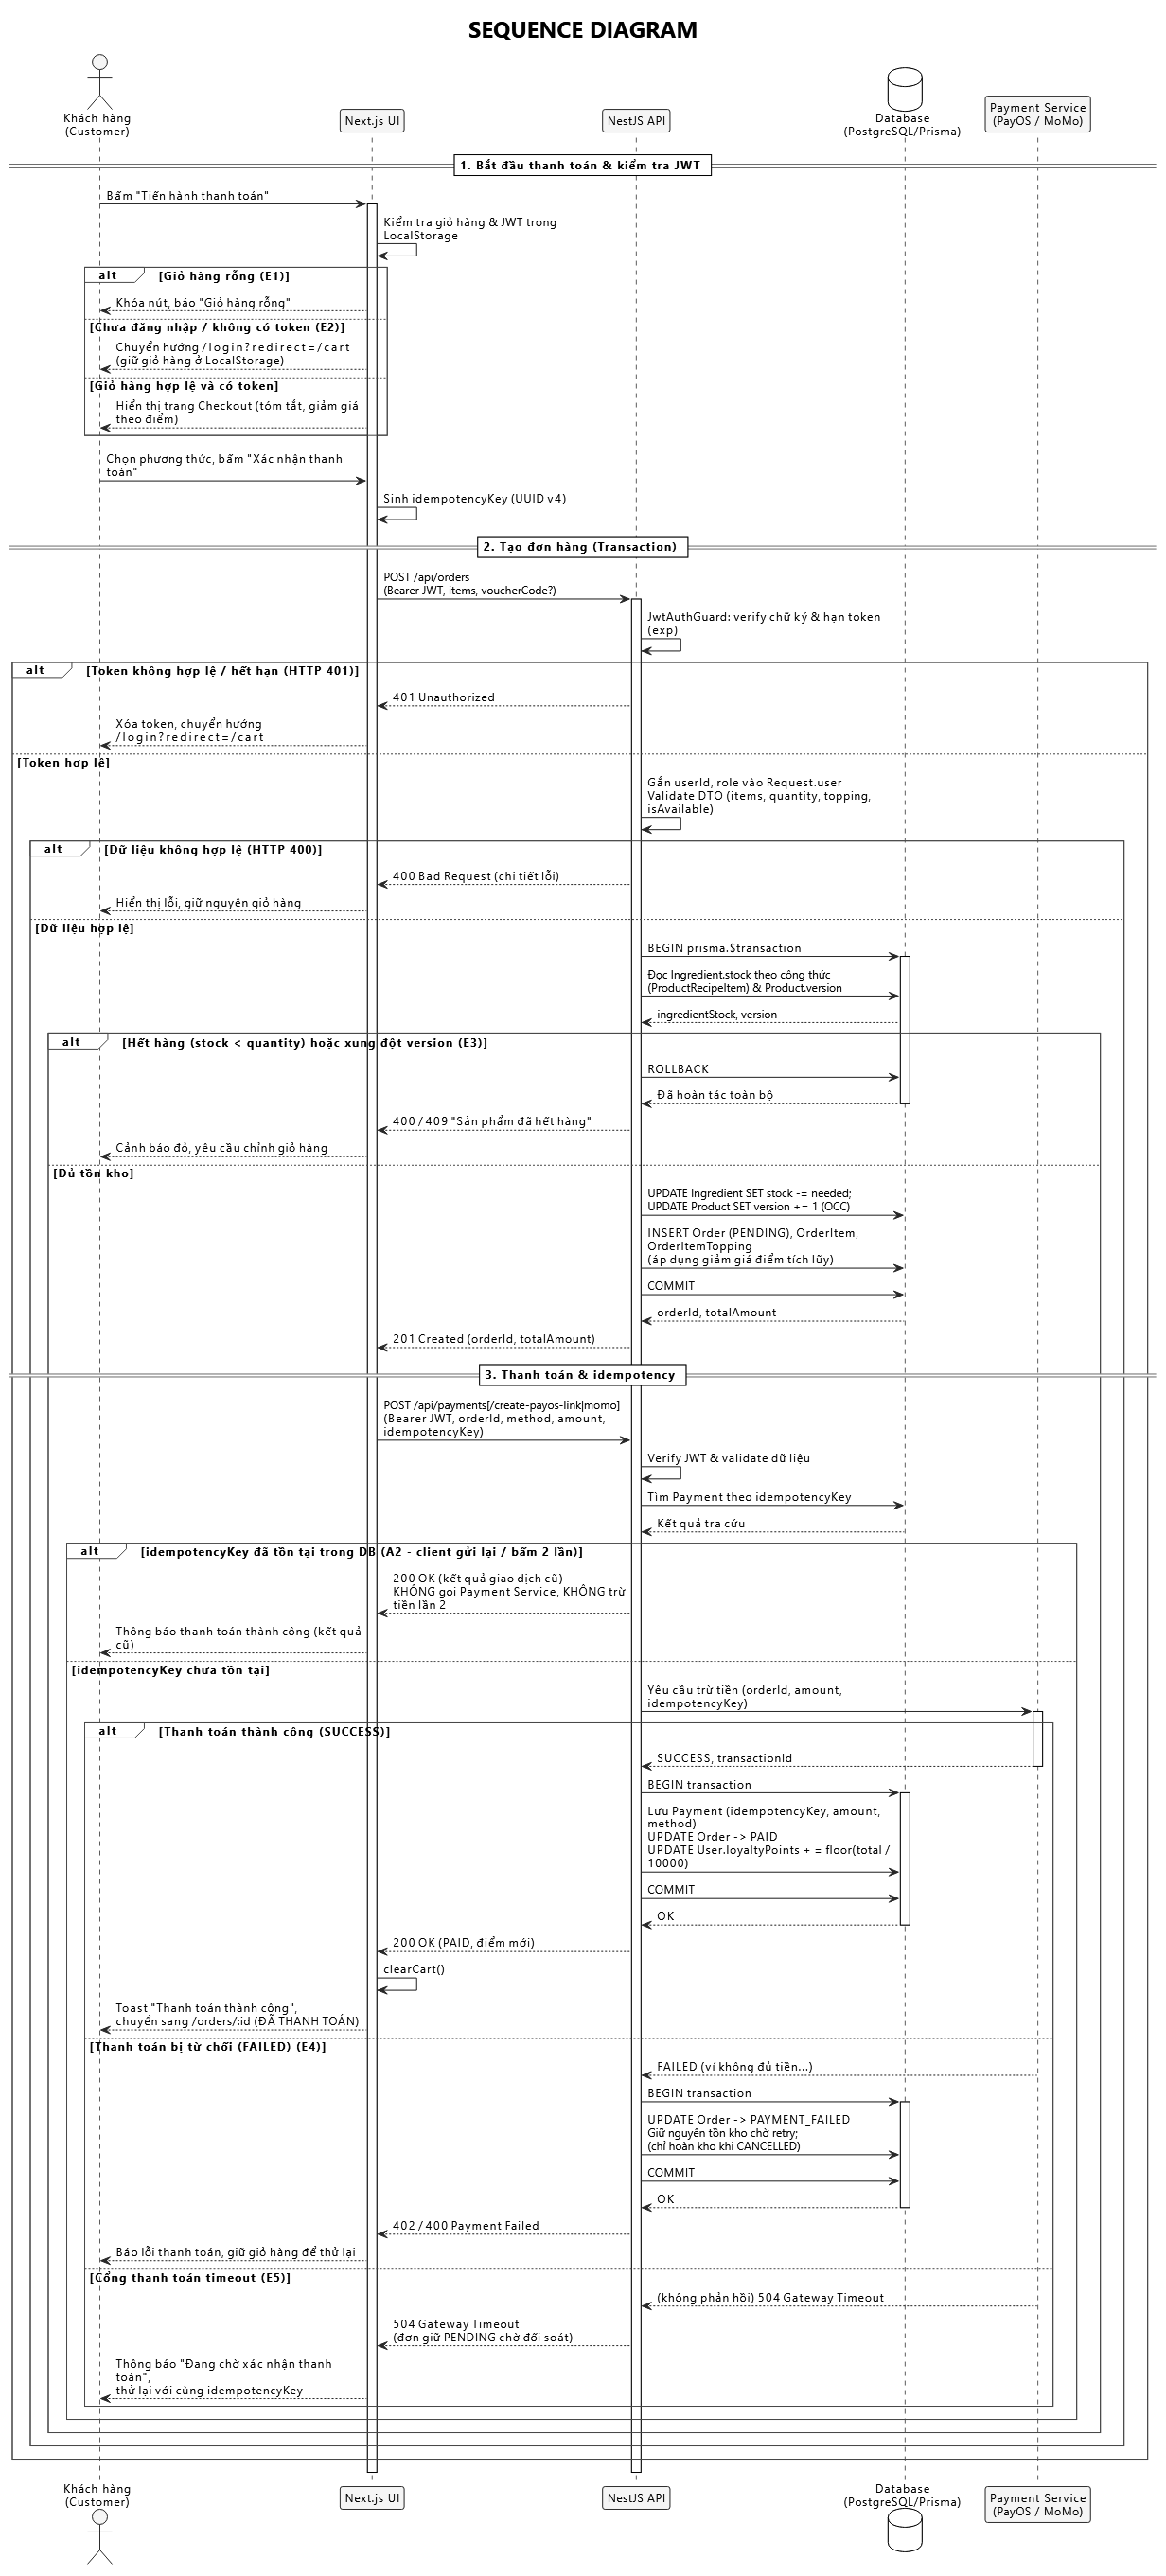 SEQUENCE DIAGRAM
Khách hàng
(Customer)
Next.js UI
NestJS API
Database
(PostgreSQL/Prisma)
Payment Service
(PayOS / MoMo)
1. Bắt đầu thanh toán & kiểm tra JWT
Bấm "Tiến hành thanh toán"
Kiểm tra giỏ hàng & JWT trong
LocalStorage
alt
[Giỏ hàng rỗng (E1)]
Khóa nút, báo "Giỏ hàng rỗng"
[Chưa đăng nhập / không có token (E2)]
Chuyển hướng /login?redirect=/cart
(giữ giỏ hàng ở LocalStorage)
[Giỏ hàng hợp lệ và có token]
Hiển thị trang Checkout (tóm tắt, giảm giá
theo điểm)
Chọn phương thức, bấm "Xác nhận thanh
toán"
Sinh idempotencyKey (UUID v4)
2. Tạo đơn hàng (Transaction)
POST /api/orders
(Bearer JWT, items, voucherCode?)
JwtAuthGuard: verify chữ ký & hạn token
(exp)
alt
[Token không hợp lệ / hết hạn (HTTP 401)]
401 Unauthorized
Xóa token, chuyển hướng
/login?redirect=/cart
[Token hợp lệ]
Gắn userId, role vào Request.user
Validate DTO (items, quantity, topping,
isAvailable)
alt
[Dữ liệu không hợp lệ (HTTP 400)]
400 Bad Request (chi tiết lỗi)
Hiển thị lỗi, giữ nguyên giỏ hàng
[Dữ liệu hợp lệ]
BEGIN prisma.$transaction
Đọc Ingredient.stock theo công thức
(ProductRecipeItem) & Product.version
ingredientStock, version
alt
[Hết hàng (stock < quantity) hoặc xung đột version (E3)]
ROLLBACK
Đã hoàn tác toàn bộ
400 / 409 "Sản phẩm đã hết hàng"
Cảnh báo đỏ, yêu cầu chỉnh giỏ hàng
[Đủ tồn kho]
UPDATE Ingredient SET stock -= needed;
UPDATE Product SET version += 1 (OCC)
INSERT Order (PENDING), OrderItem,
OrderItemTopping
(áp dụng giảm giá điểm tích lũy)
COMMIT
orderId, totalAmount
201 Created (orderId, totalAmount)
3. Thanh toán & idempotency
POST /api/payments[/create-payos-link|momo]
(Bearer JWT, orderId, method, amount,
idempotencyKey)
Verify JWT & validate dữ liệu
Tìm Payment theo idempotencyKey
Kết quả tra cứu
alt
[idempotencyKey đã tồn tại trong DB (A2 - client gửi lại / bấm 2 lần)]
200 OK (kết quả giao dịch cũ)
KHÔNG gọi Payment Service, KHÔNG trừ
tiền lần 2
Thông báo thanh toán thành công (kết quả
cũ)
[idempotencyKey chưa tồn tại]
Yêu cầu trừ tiền (orderId, amount,
idempotencyKey)
alt
[Thanh toán thành công (SUCCESS)]
SUCCESS, transactionId
BEGIN transaction
Lưu Payment (idempotencyKey, amount,
method)
UPDATE Order -> PAID
UPDATE User.loyaltyPoints + = floor(total /
10000)
COMMIT
OK
200 OK (PAID, điểm mới)
clearCart()
Toast "Thanh toán thành công",
chuyển sang /orders/:id (ĐÃ THANH TOÁN)
[Thanh toán bị từ chối (FAILED) (E4)]
FAILED (ví không đủ tiền...)
BEGIN transaction
UPDATE Order -> PAYMENT_FAILED
Giữ nguyên tồn kho chờ retry;
(chỉ hoàn kho khi CANCELLED)
COMMIT
OK
402 / 400 Payment Failed
Báo lỗi thanh toán, giữ giỏ hàng để thử lại
[Cổng thanh toán timeout (E5)]
(không phản hồi) 504 Gateway Timeout
504 Gateway Timeout
(đơn giữ PENDING chờ đối soát)
Thông báo "Đang chờ xác nhận thanh
toán",
thử lại với cùng idempotencyKey
Khách hàng
(Customer)
Next.js UI
NestJS API
Database
(PostgreSQL/Prisma)
Payment Service
(PayOS / MoMo)